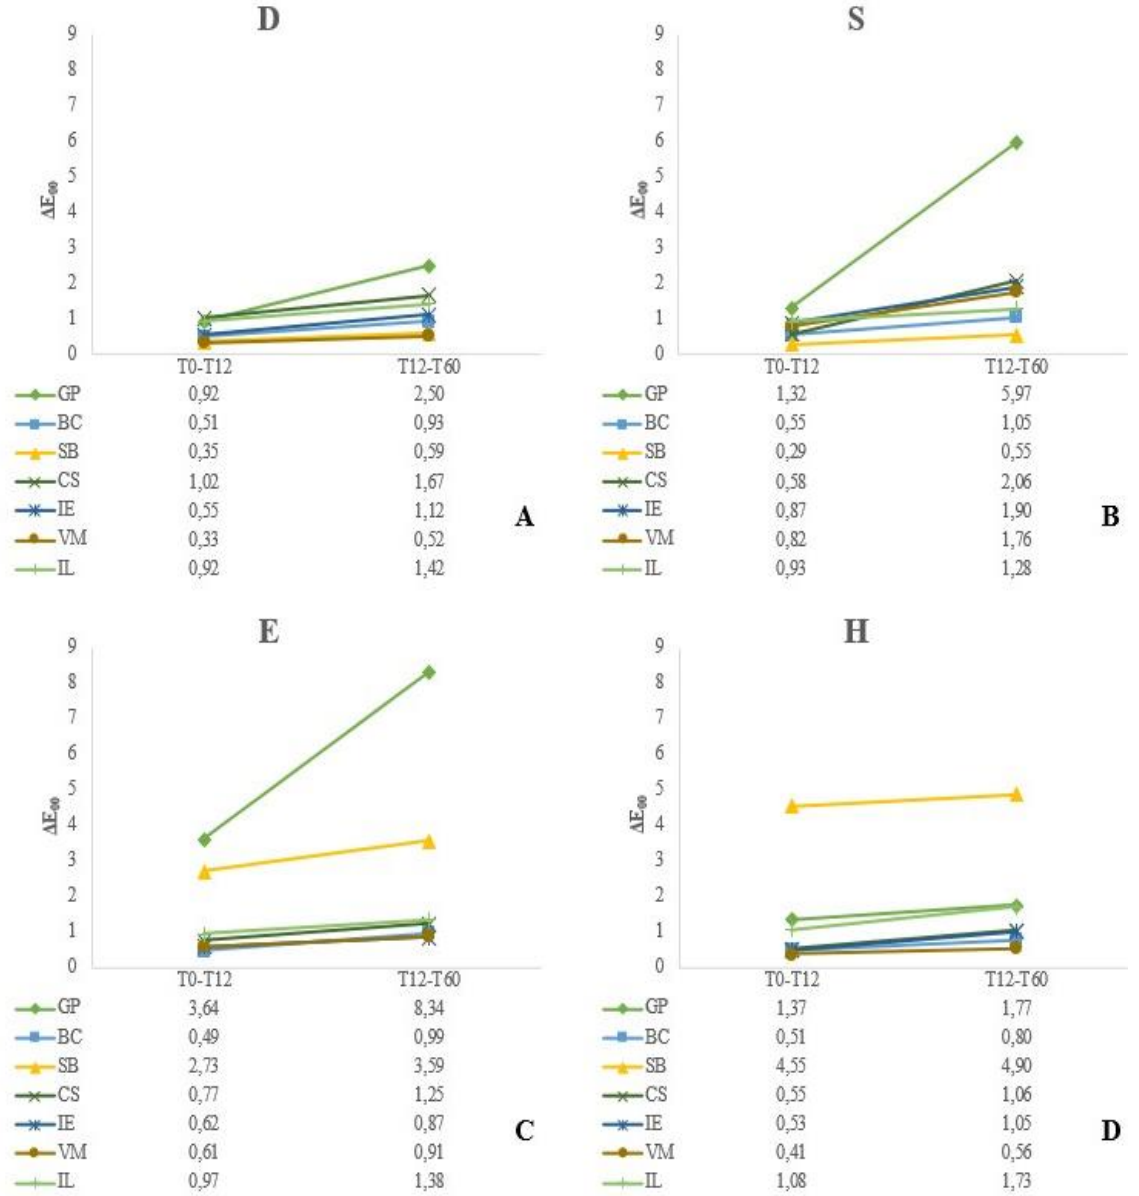 D
9
8
7
6
5
4
3
2
1
0
ΔE₀₀
T0-T12 T12-T60
GP 0,92 2,50
BC 0,51 0,93
SB 0,35 0,59
CS 1,02 1,67
IE 0,55 1,12
VM 0,33 0,52
IL 0,92 1,42
A
S
9
8
7
6
5
4
3
2
1
0
ΔE₀₀
T0-T12 T12-T60
GP 1,32 5,97
BC 0,55 1,05
SB 0,29 0,55
CS 0,58 2,06
IE 0,87 1,90
VM 0,82 1,76
IL 0,93 1,28
B
E
9
8
7
6
5
4
3
2
1
0
ΔE₀₀
T0-T12 T12-T60
GP 3,64 8,34
BC 0,49 0,99
SB 2,73 3,59
CS 0,77 1,25
IE 0,62 0,87
VM 0,61 0,91
IL 0,97 1,38
C
H
9
8
7
6
5
4
3
2
1
0
ΔE₀₀
T0-T12 T12-T60
GP 1,37 1,77
BC 0,51 0,80
SB 4,55 4,90
CS 0,55 1,06
IE 0,53 1,05
VM 0,41 0,56
IL 1,08 1,73
D